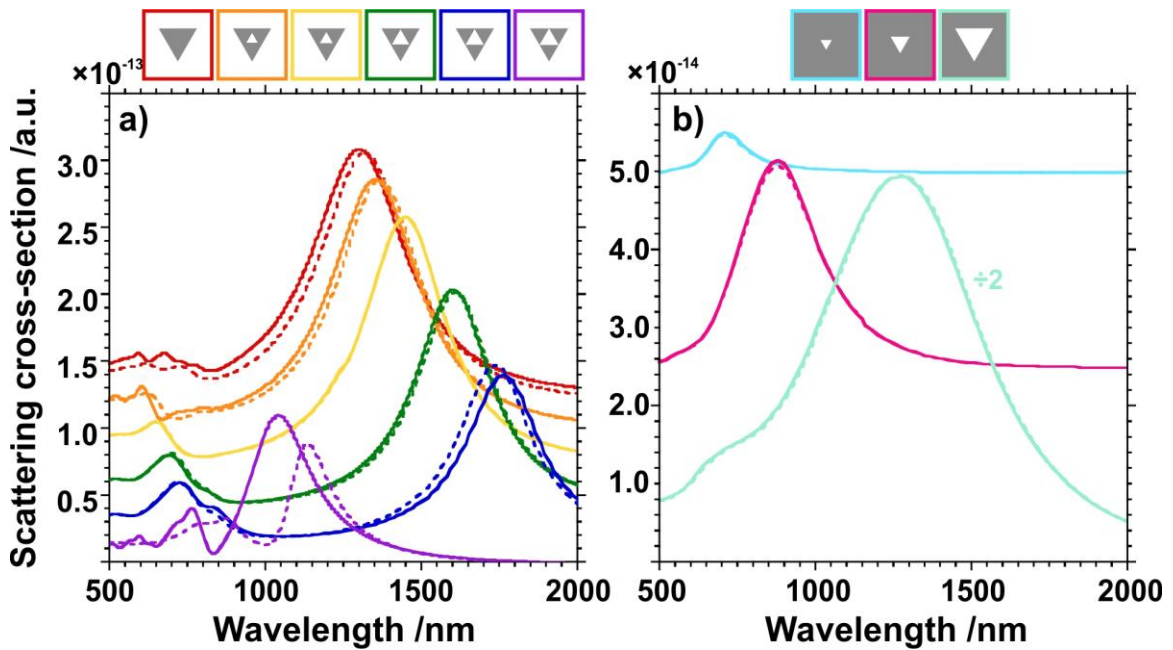 ×10⁻¹³
a)
3.0
2.5
2.0
1.5
1.0
0.5
500 1000 1500 2000
Wavelength /nm
Scattering cross-section /a.u.
×10⁻¹⁴
b)
5.0
4.0
3.0
2.0
1.0
÷2
500 1000 1500 2000
Wavelength /nm